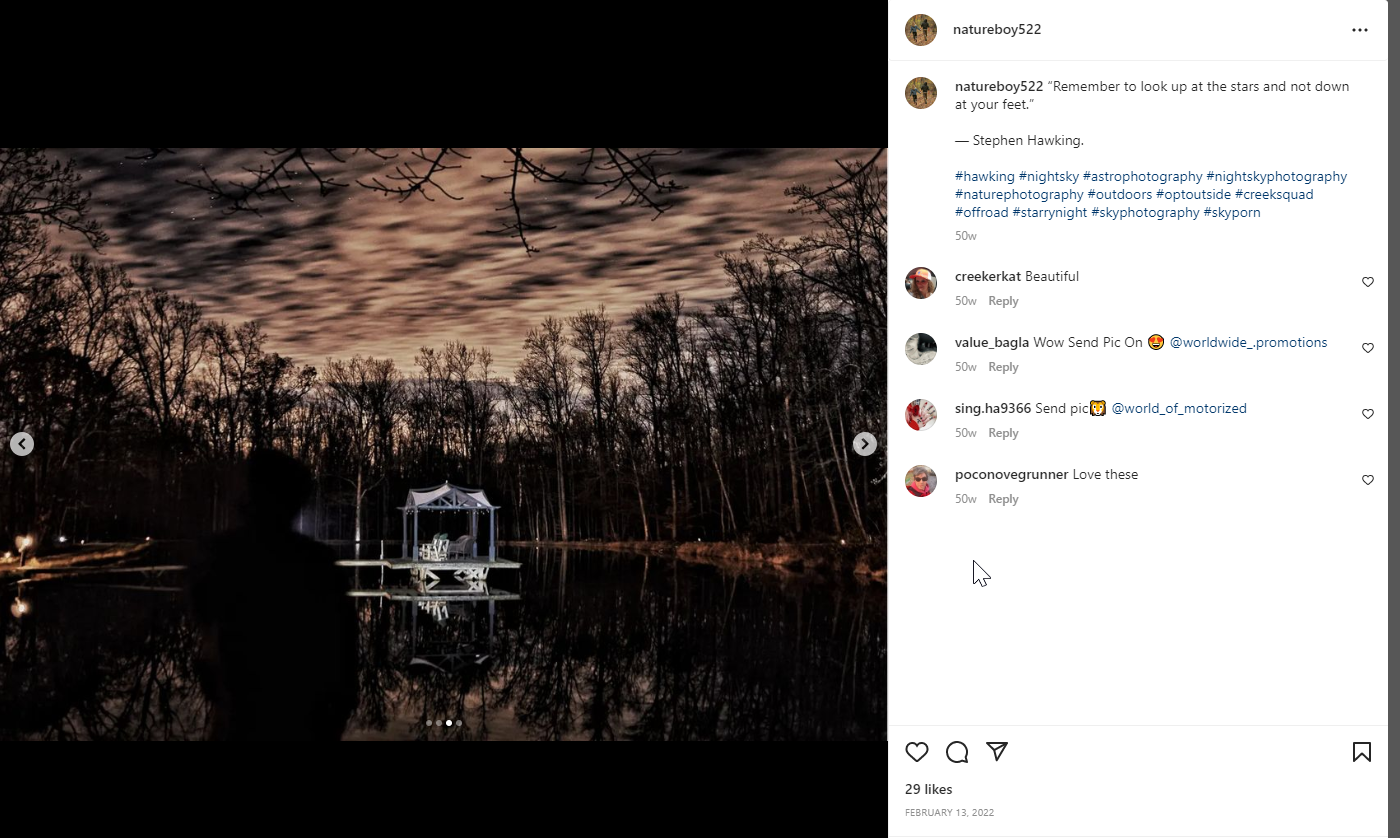 natureboy522
natureboy522 “Remember to look up at the stars and not down
at your feet.”
— Stephen Hawking.
#hawking #nightsky #astrophotography #nightskyphotography
#naturephotography #outdoors #optoutside #creeksquad
#offroad #starrynight #skyphotography #skyporn
50w
creekerkat Beautiful
50w Reply
value_bagla Wow Send Pic On 😍 @worldwide_.promotions
50w Reply
sing.ha9366 Send pic🦁 @world_of_motorized
50w Reply
poconovegrunner Love these
50w Reply
29 likes
FEBRUARY 13, 2022